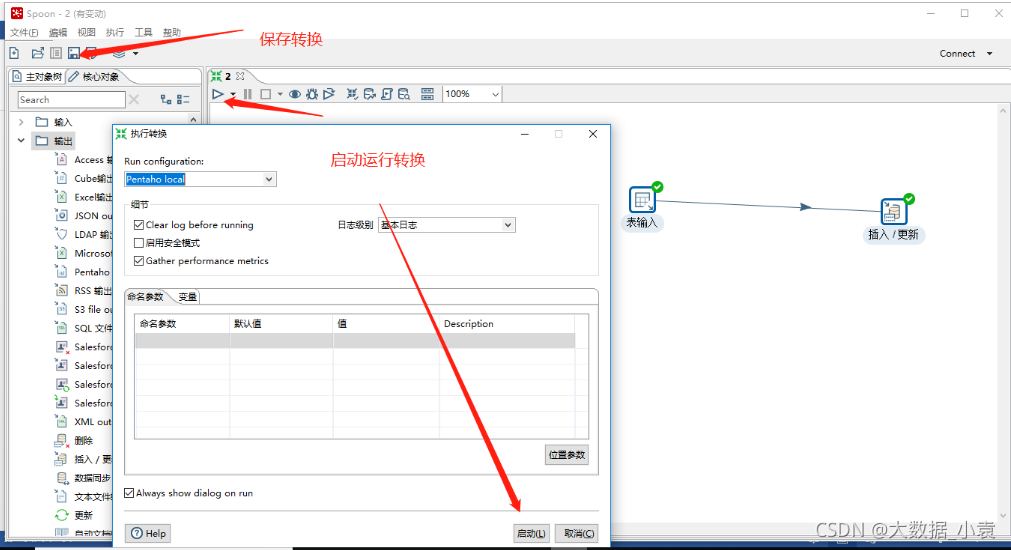 Spoon - 2 (有变动)
文件(F) 编辑 视图 执行 工具 帮助
保存转换
Connect
主对象树 核心对象
2
Search
100%
输入
输出
Access 输
Cube输出
Excel输出
JSON ou
LDAP 输出
Microsof
Pentaho
RSS 输出
S3 file ou
SQL 文件
Salesforc
Salesforc
Salesforc
Salesforc
XML out
删除
插入 / 更
数据同步
文本文件
更新
自动文档
启动运行转换
执行转换
Run configuration:
Pentaho local
细节
Clear log before running
日志级别 基本日志
启用安全模式
Gather performance metrics
命名参数 变量
命名参数 默认值 值 Description
位置参数
Always show dialog on run
Help
启动(L) 取消(C)
表输入
插入 / 更新
CSDN @大数据_小袁